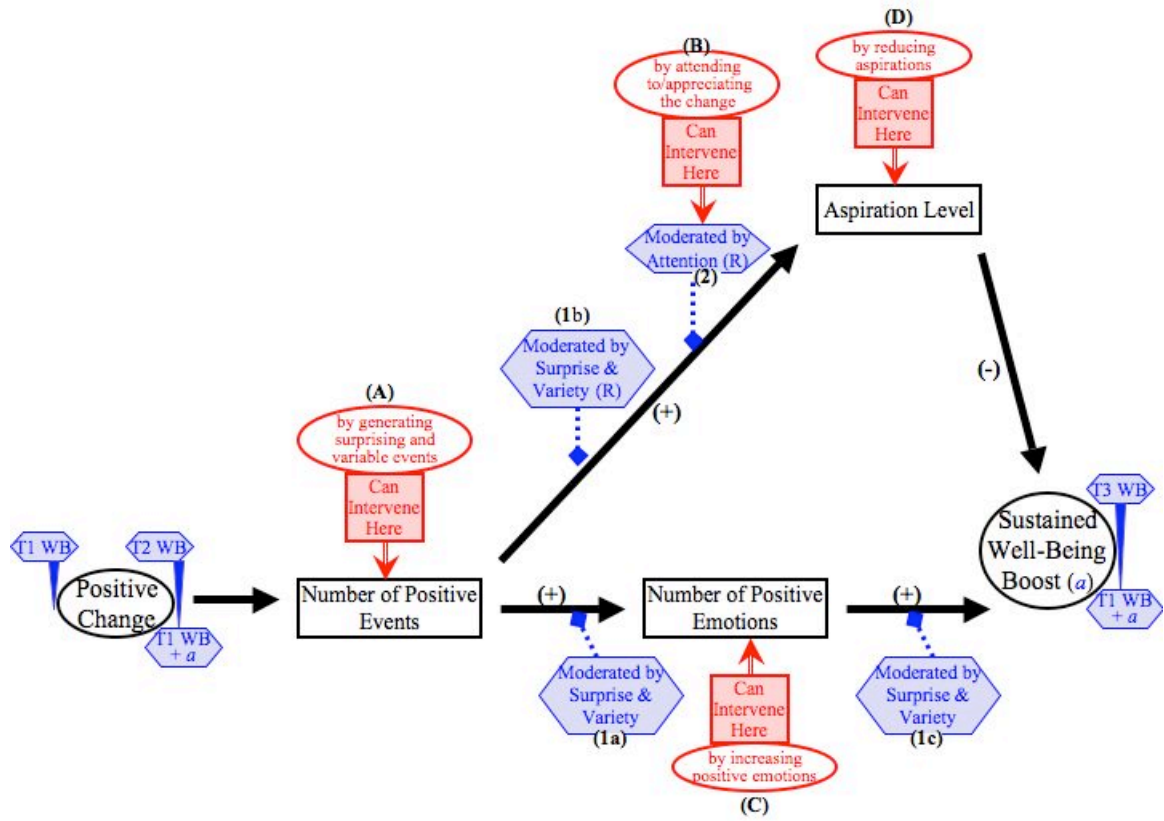 (B)
by attending
to/appreciating
the change
Can
Intervene
Here
(D)
by reducing
aspirations
Can
Intervene
Here
Moderated by
Attention (R)
(2)
Aspiration Level
(1b)
Moderated by
Surprise &
Variety (R)
(+)
(-)
(A)
by generating
surprising and
variable events
Can
Intervene
Here
T1 WB
Positive
Change
T2 WB
T1 WB
+ a
Number of Positive
Events
(+)
Number of Positive
Emotions
(+)
Sustained
Well-Being
Boost (a)
T3 WB
T1 WB
+ a
Moderated by
Surprise &
Variety
(1a)
Can
Intervene
Here
by increasing
positive emotions
(C)
Moderated by
Surprise &
Variety
(1c)